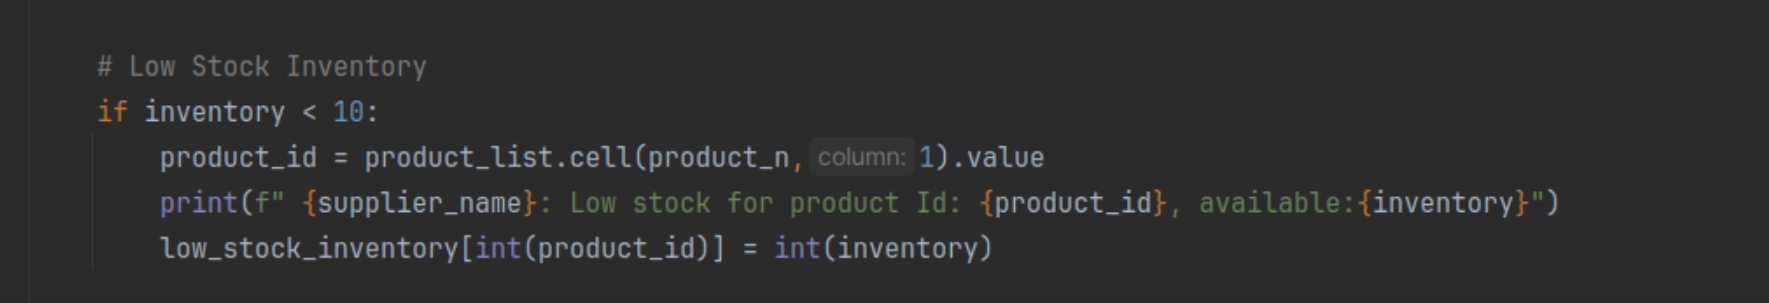 # Low Stock Inventory
if inventory < 10:
product_id = product_list.cell(product_n, column: 1).value
print(f" {supplier_name}: Low stock for product Id: {product_id}, available:{inventory}")
low_stock_inventory[int(product_id)] = int(inventory)